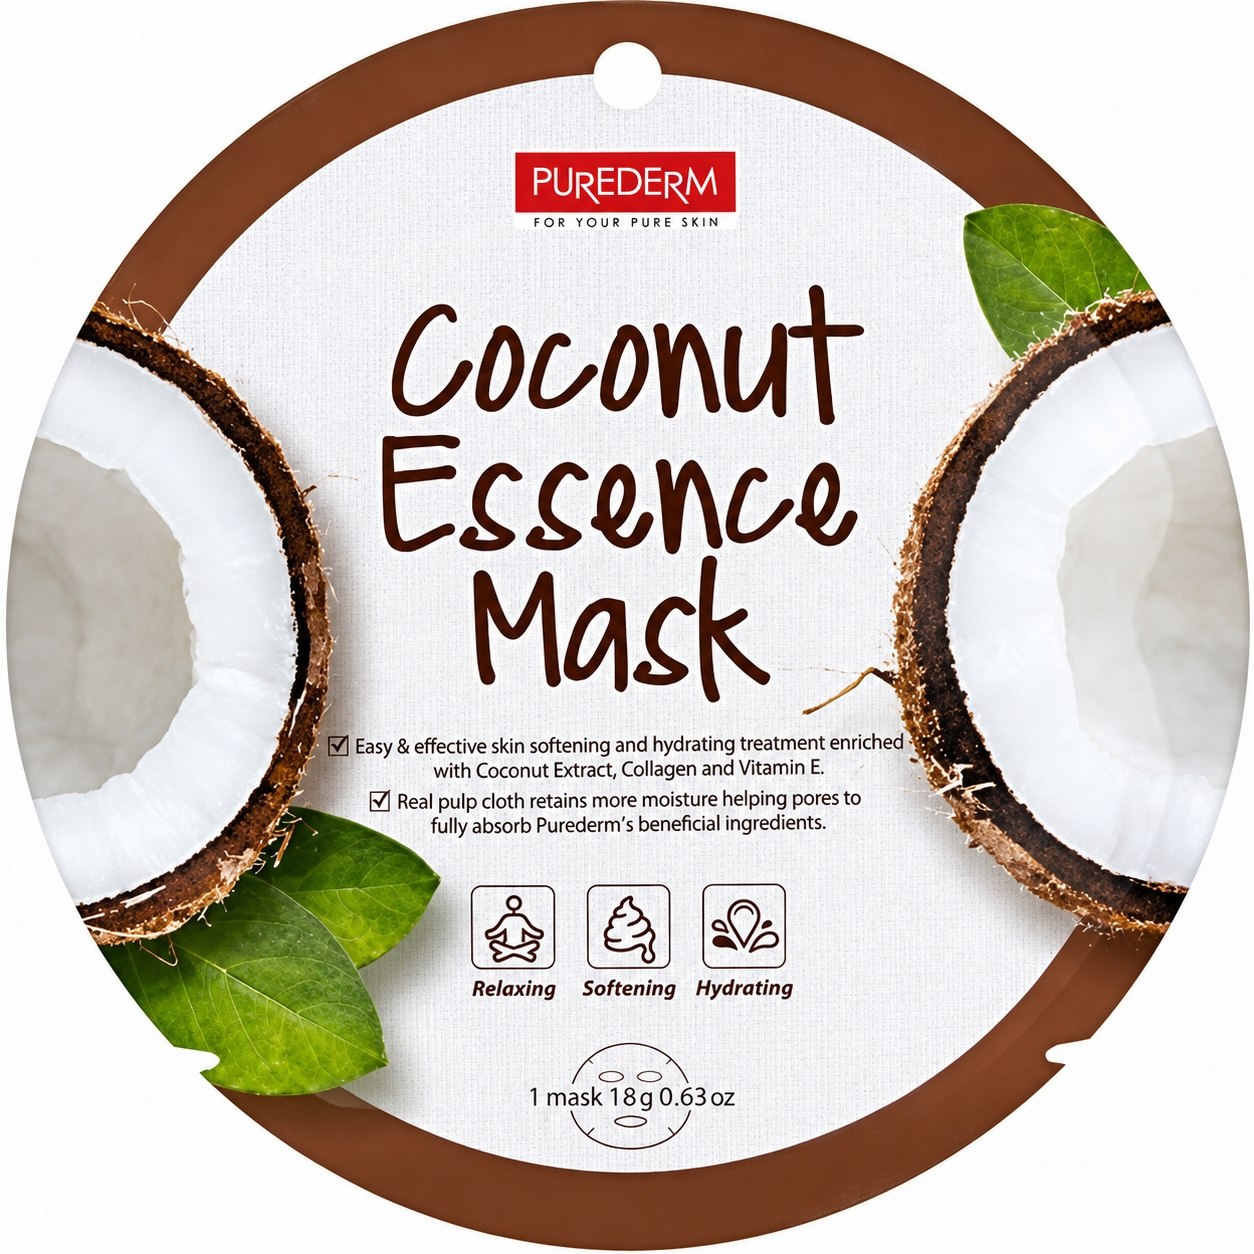 PUREDERM
FOR YOUR PURE SKIN
Coconut
Essence
Mask
Easy & effective skin softening and hydrating treatment enriched
with Coconut Extract, Collagen and Vitamin E.
Real pulp cloth retains more moisture helping pores to
fully absorb Purederm's beneficial ingredients.
Relaxing Softening Hydrating
1 mask 18g 0.63oz